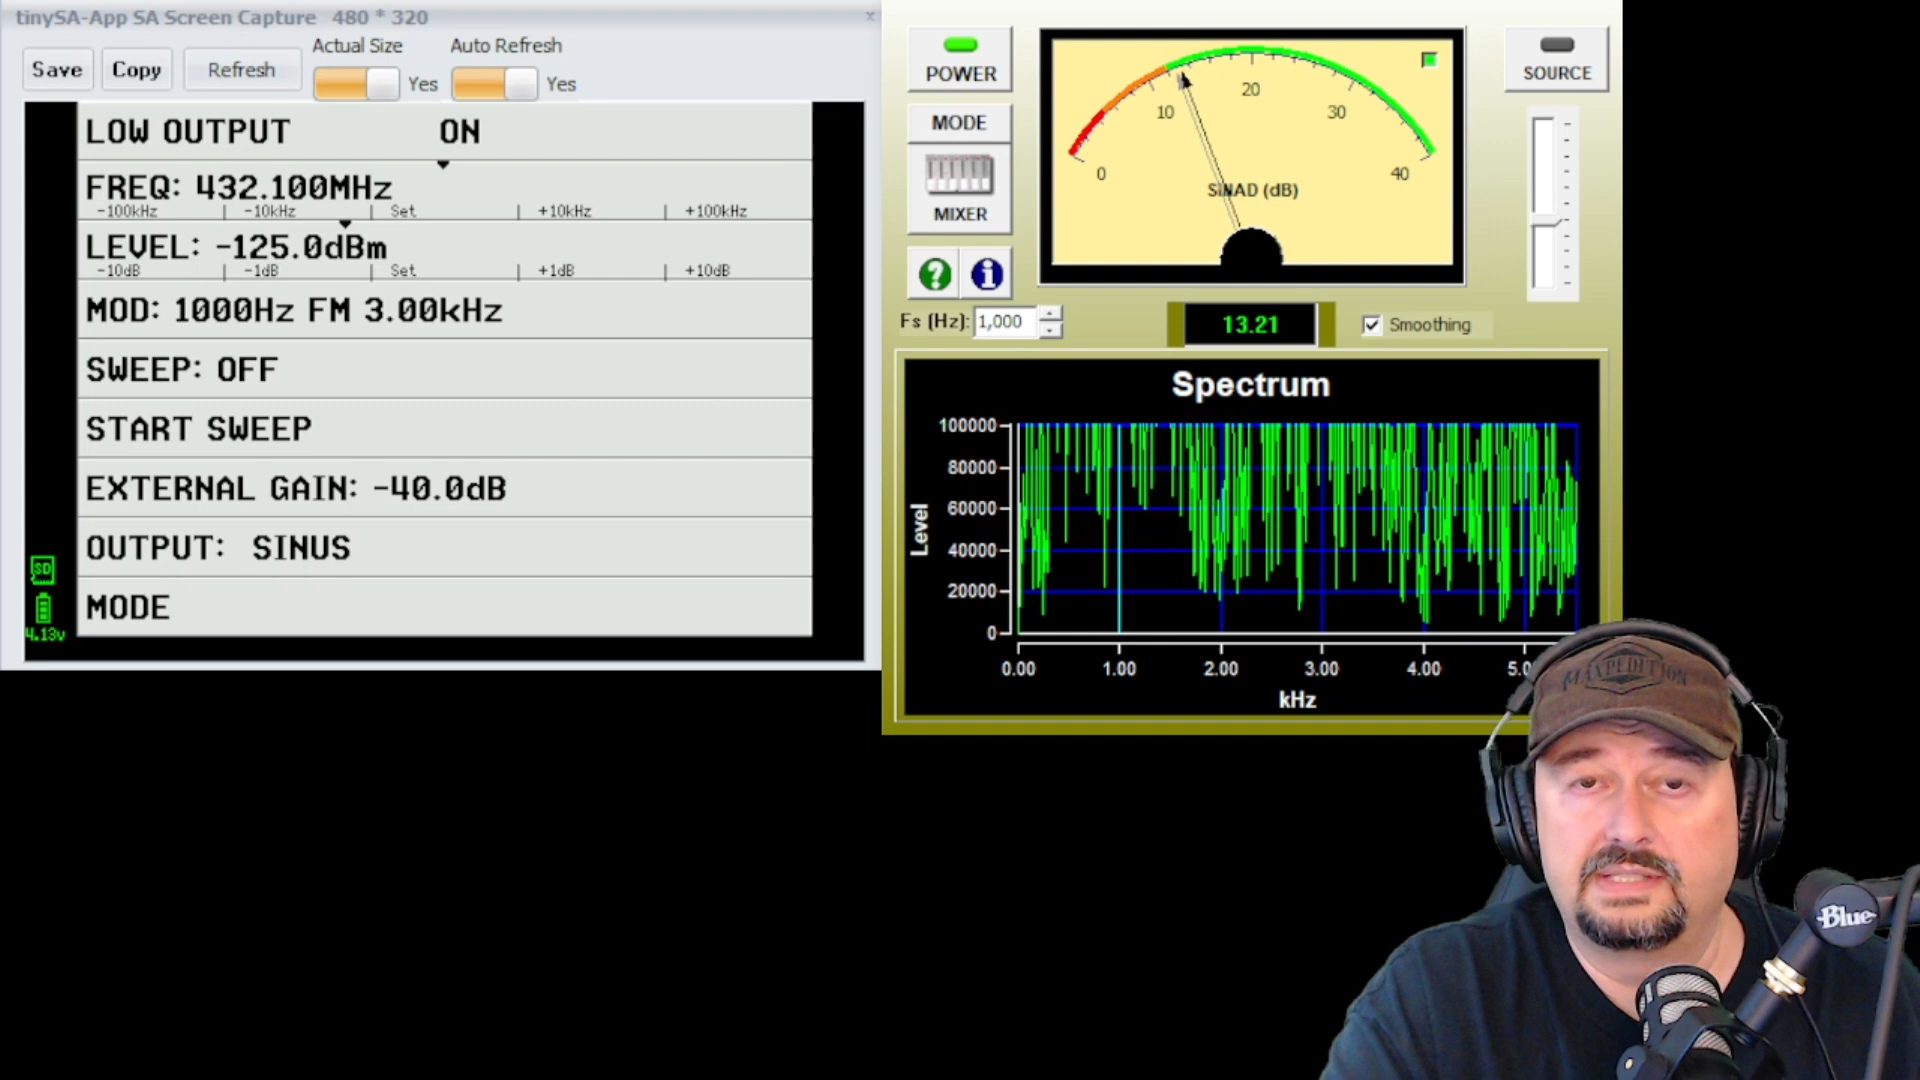 tinySA-App SA Screen Capture 480 * 320
x
Save Copy Refresh
Actual Size
Yes
Auto Refresh
Yes
LOW OUTPUT ON
FREQ: 432.100MHz
-100kHz | -10kHz | Set | +10kHz | +100kHz
LEVEL: -125.0dBm
-10dB | -1dB | Set | +1dB | +10dB
MOD: 1000Hz FM 3.00kHz
SWEEP: OFF
START SWEEP
EXTERNAL GAIN: -40.0dB
OUTPUT: SINUS
MODE
SD
4.13v
POWER
MODE
MIXER
? i
Fs (Hz): 1,000
0 10 20 30 40
SINAD (dB)
13.21
Smoothing
SOURCE
Spectrum
Level
100000
80000
60000
40000
20000
0
0.00 1.00 2.00 3.00 4.00 5.0
kHz
MAXPEDITION
Blue